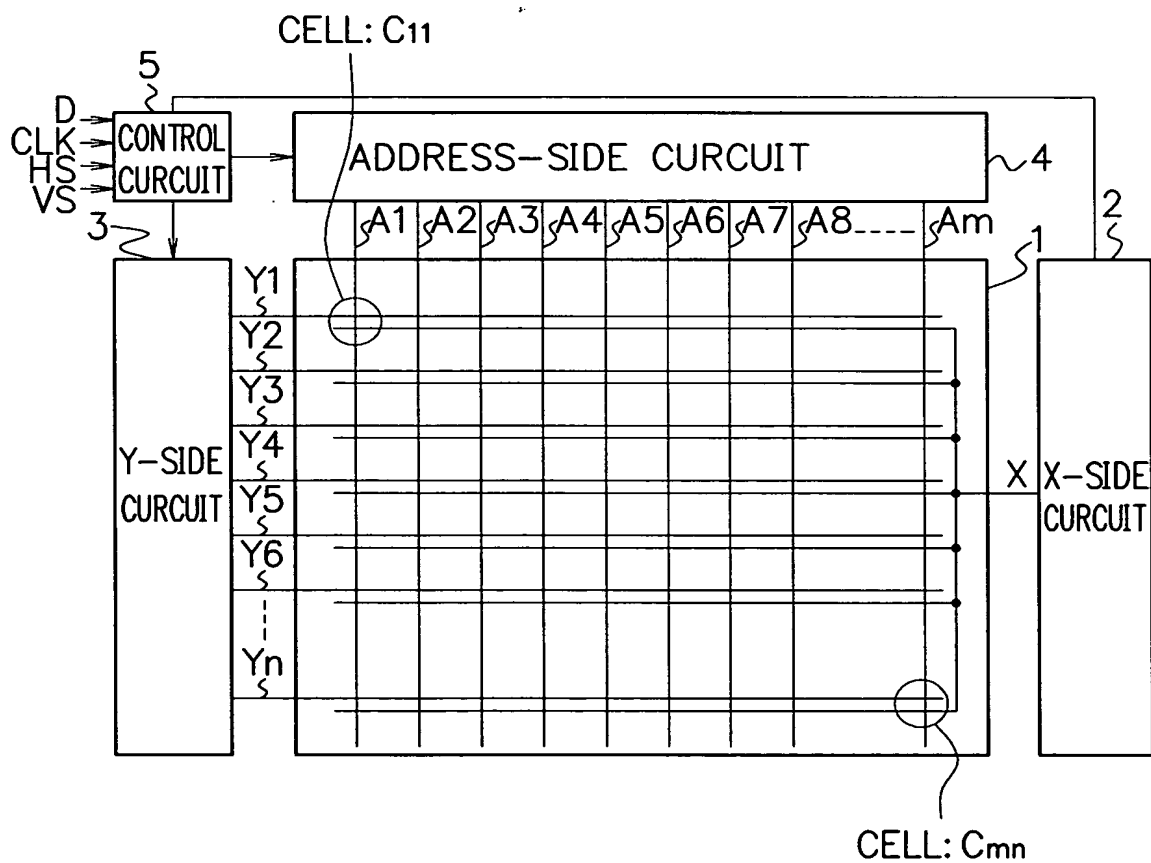 CELL: C11
5
D
CLK
HS
VS
CONTROL
CURCUIT
ADDRESS-SIDE CURCUIT
4
3
A1 A2 A3 A4 A5 A6 A7 A8---- Am
2
1
Y1
Y2
Y3
Y4
Y5
Y6
Yn
Y-SIDE
CURCUIT
X
X-SIDE
CURCUIT
CELL: Cmn